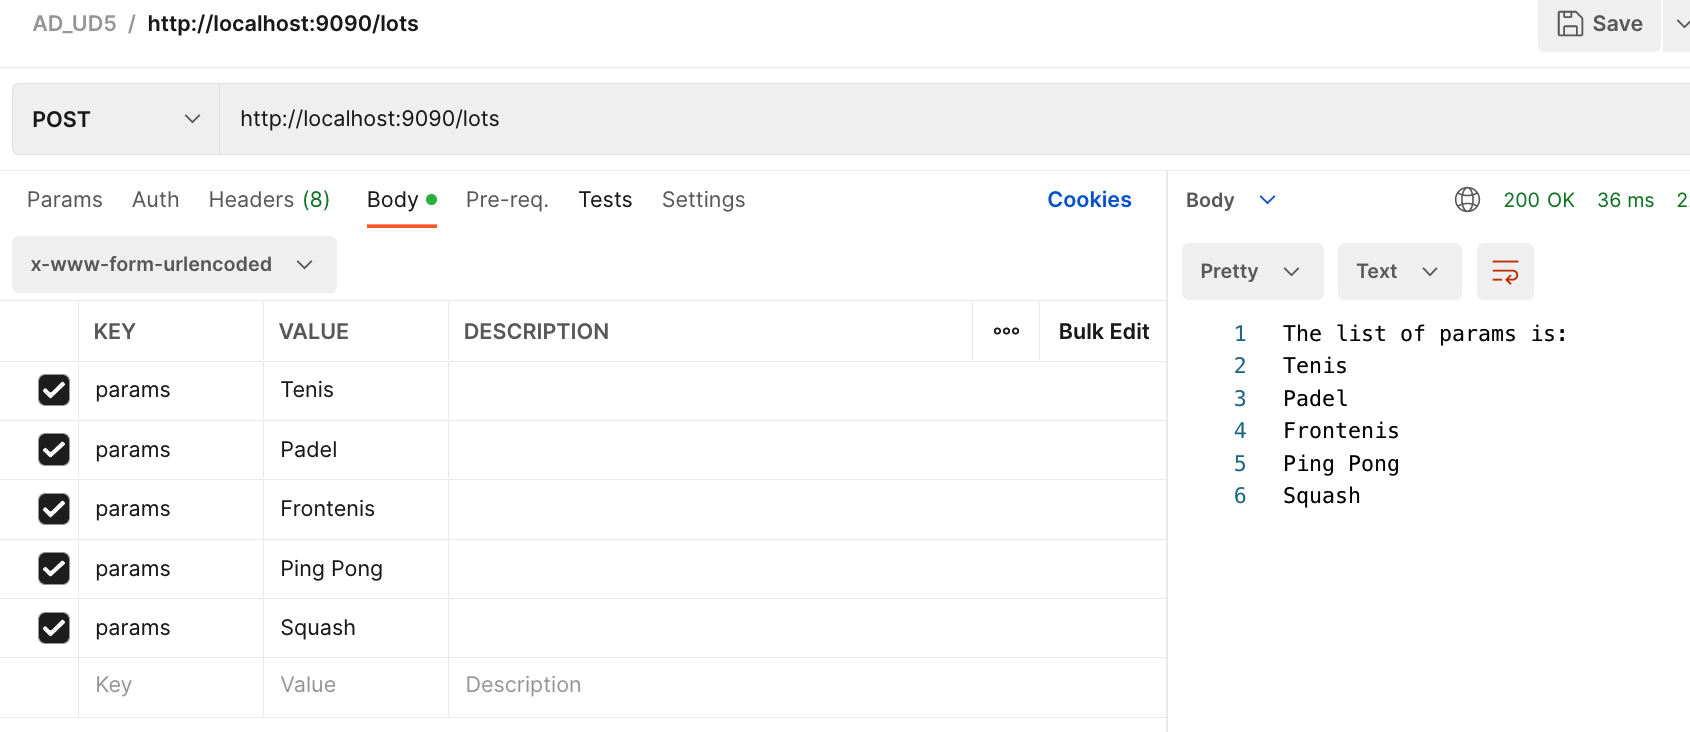 AD_UD5 / http://localhost:9090/lots
Save
POST
http://localhost:9090/lots
Params Auth Headers (8) Body Pre-req. Tests Settings Cookies
x-www-form-urlencoded
KEY VALUE DESCRIPTION ooo Bulk Edit
params Tenis
params Padel
params Frontenis
params Ping Pong
params Squash
Key Value Description
Body 200 OK 36 ms 2
Pretty Text
1 The list of params is:
2 Tenis
3 Padel
4 Frontenis
5 Ping Pong
6 Squash